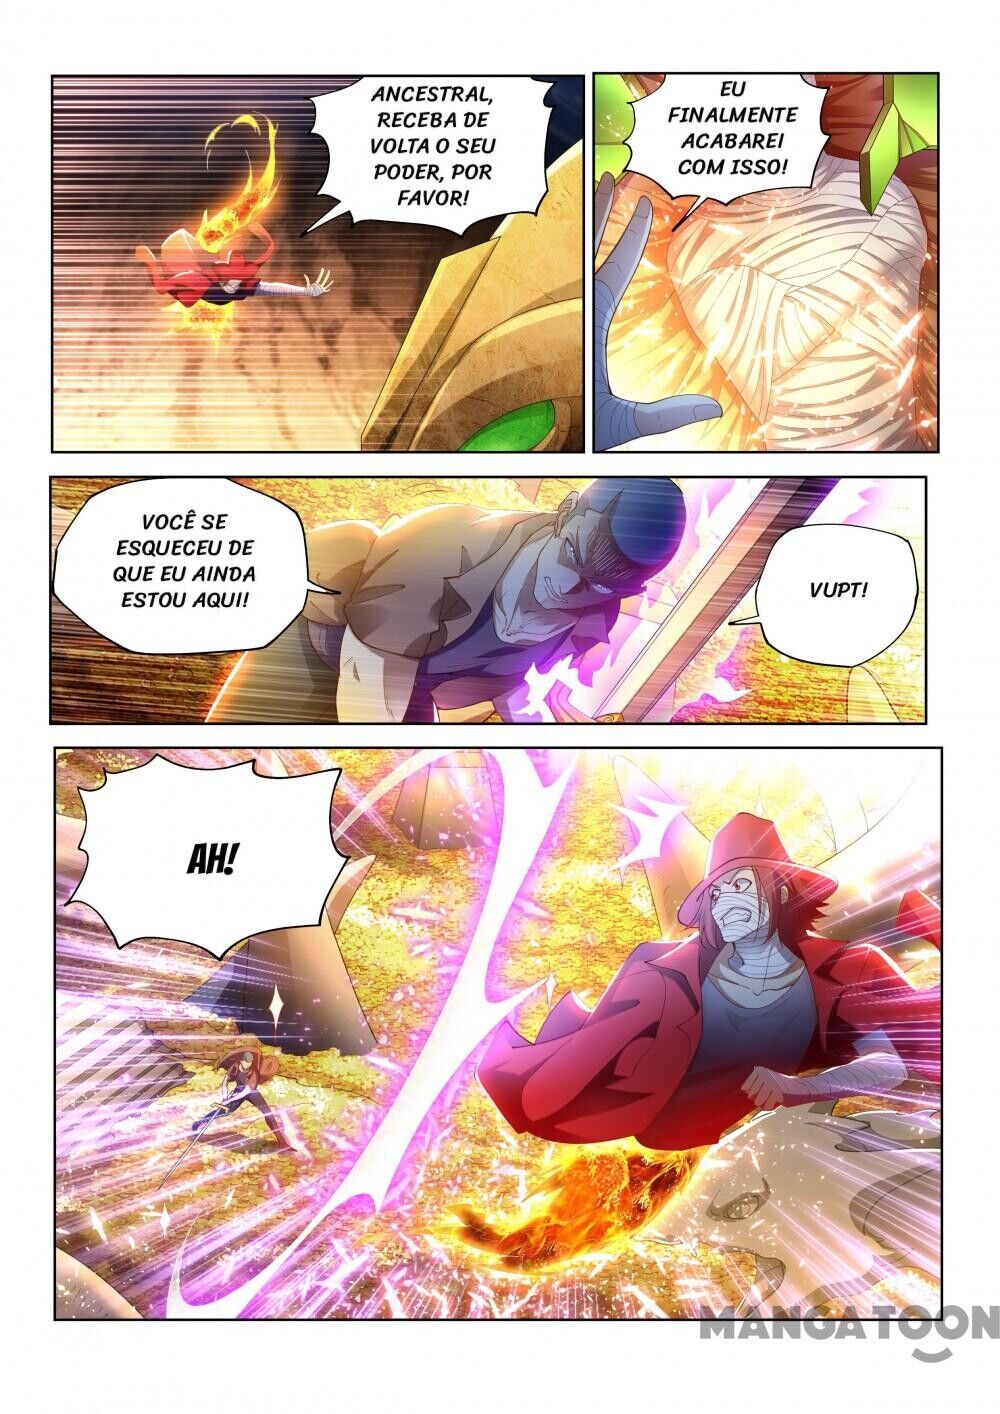 ANCESTRAL,
RECEBA DE
VOLTA O SEU
PODER, POR
FAVOR!
EU
FINALMENTE
ACABAREI
COM ISSO!
VOCÊ SE
ESQUECEU DE
QUE EU AINDA
ESTOU AQUI!
VUPT!
AH!
MANGATOON